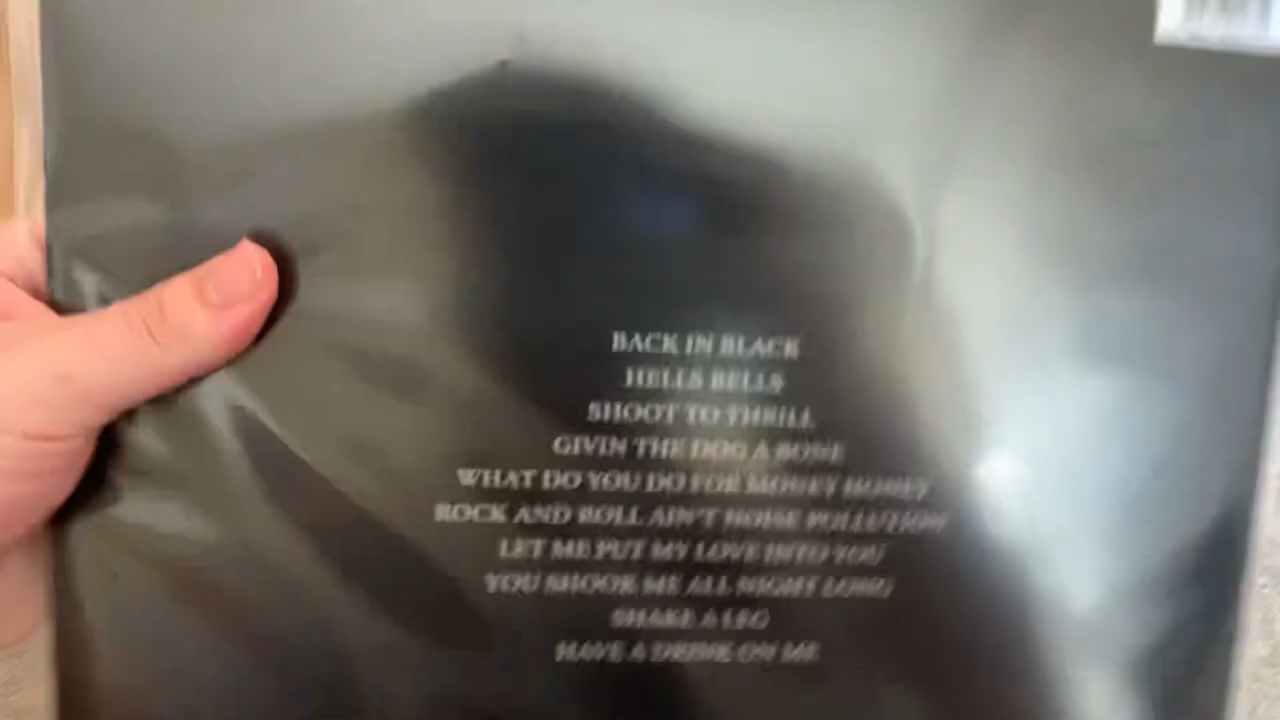 BACK IN BLACK
HELLS BELLS
SHOOT TO THRILL
GIVIN THE DOG A BONE
WHAT DO YOU DO FOR MONEY HONEY
ROCK AND ROLL AIN'T NOISE POLLUTION
LET ME PUT MY LOVE INTO YOU
YOU SHOOK ME ALL NIGHT LONG
SHAKE A LEG
HAVE A DRINK ON ME